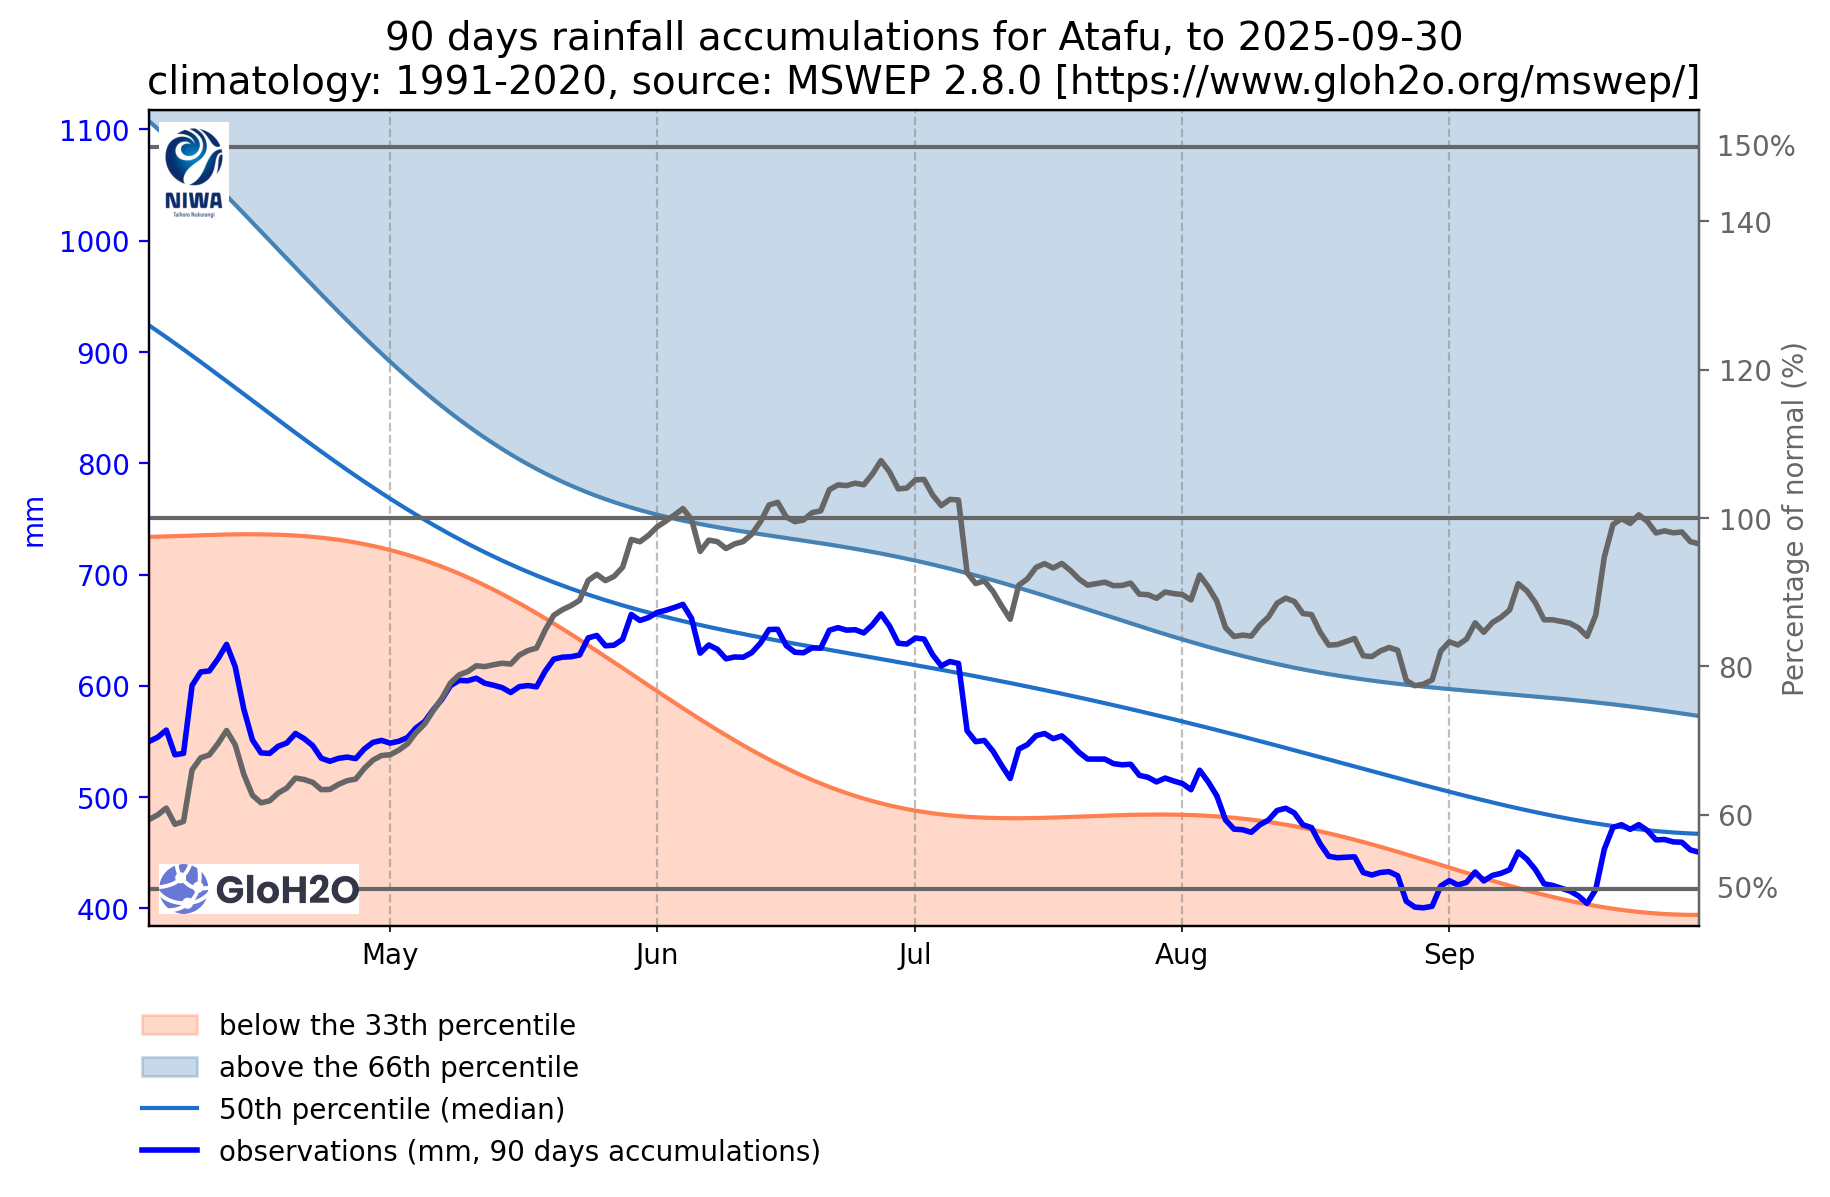 90 days rainfall accumulations for Atafu, to 2025-09-30
climatology: 1991-2020, source: MSWEP 2.8.0 [https://www.gloh2o.org/mswep/]
1100
1000
900
800
700
600
500
400
mm
NIWA
Taihoro Nukurangi
GloH2O
150%
140
120
100
80
60
50%
Percentage of normal (%)
May
Jun
Jul
Aug
Sep
below the 33th percentile
above the 66th percentile
50th percentile (median)
observations (mm, 90 days accumulations)